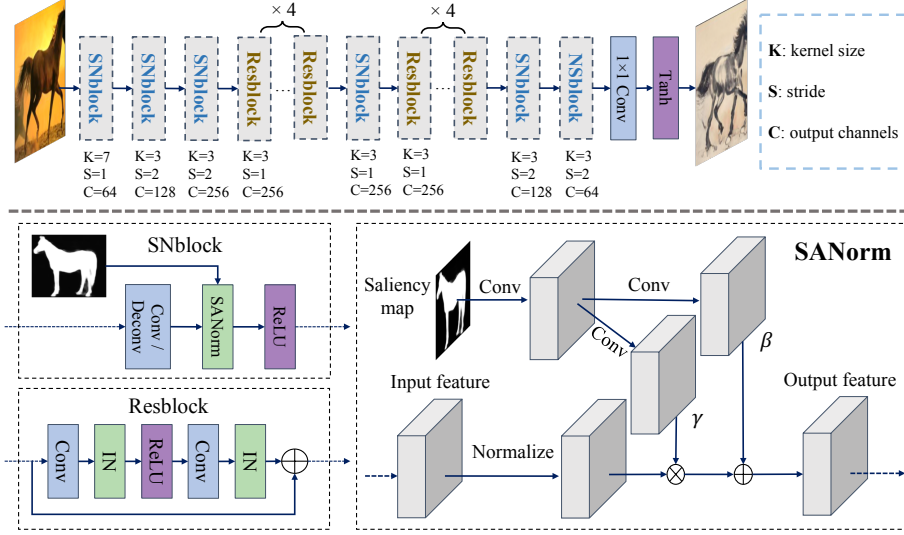 × 4
× 4
SNblock
SNblock
SNblock
Resblock
Resblock
SNblock
Resblock
Resblock
SNblock
NSblock
1×1 Conv
Tanh
K=7
S=1
C=64
K=3
S=2
C=128
K=3
S=2
C=256
K=3
S=1
C=256
K=3
S=1
C=256
K=3
S=1
C=256
K=3
S=2
C=128
K=3
S=2
C=64
K: kernel size
S: stride
C: output channels
SNblock
Conv /
Deconv
SANorm
ReLU
Resblock
Conv
IN
ReLU
Conv
IN
SANorm
Saliency
map
Conv
Conv
Conv
β
γ
Input feature
Normalize
Output feature